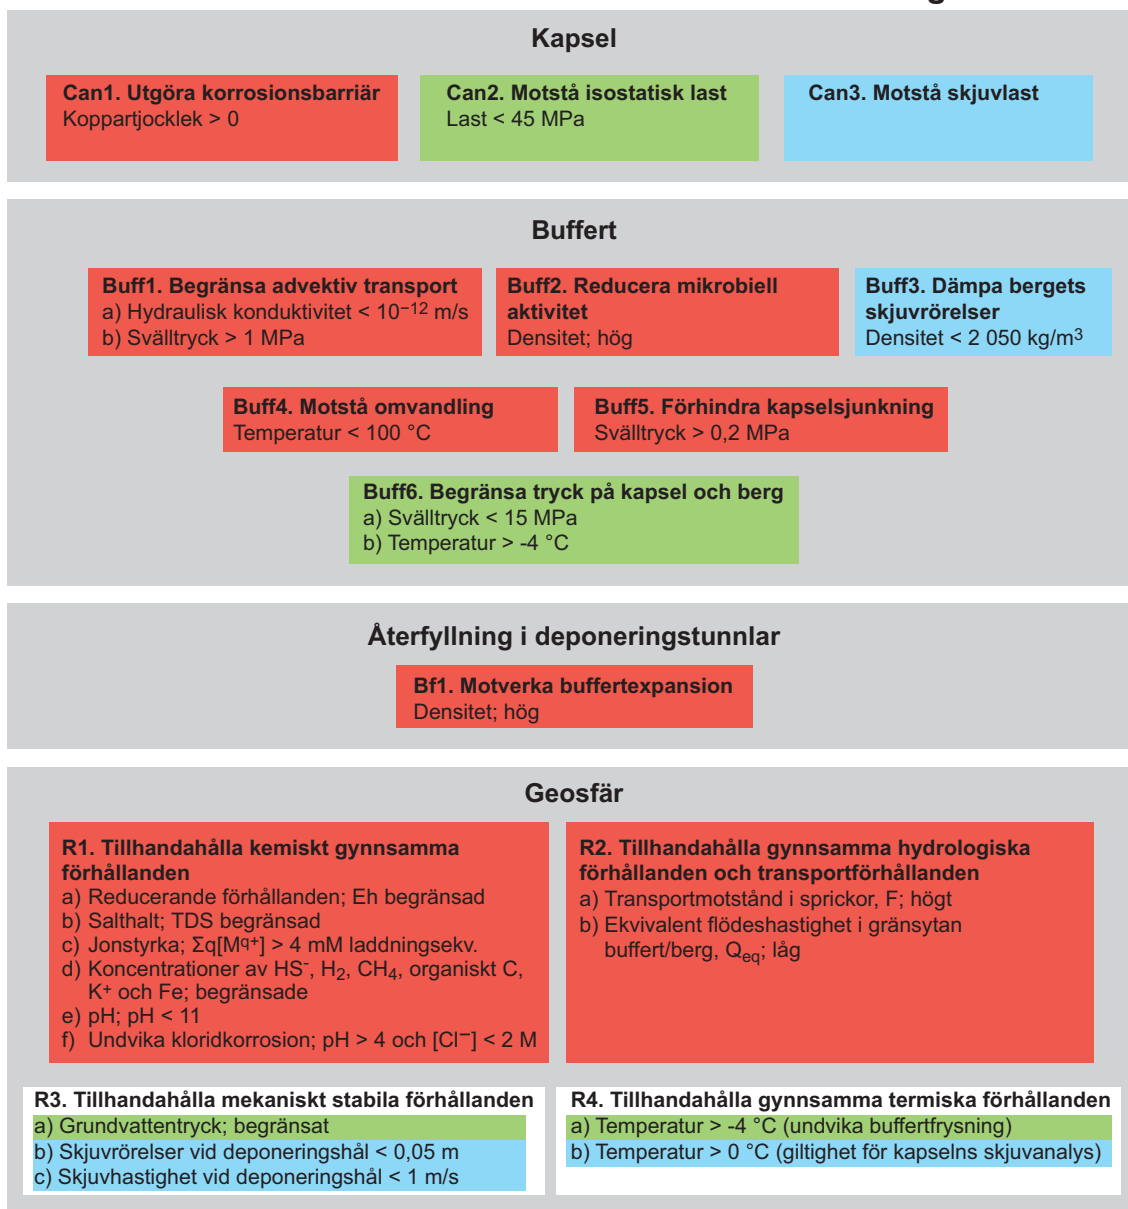 Kapsel
Can1. Utgöra korrosionsbarriär
Koppartjocklek > 0
Can2. Motstå isostatisk last
Last < 45 MPa
Can3. Motstå skjuvlast
Buffert
Buff1. Begränsa advektiv transport
a) Hydraulisk konduktivitet < 10⁻¹² m/s
b) Svälltryck > 1 MPa
Buff2. Reducera mikrobiell
aktivitet
Densitet; hög
Buff3. Dämpa bergets
skjuvrörelser
Densitet < 2 050 kg/m³
Buff4. Motstå omvandling
Temperatur < 100 °C
Buff5. Förhindra kapselsjunkning
Svälltryck > 0,2 MPa
Buff6. Begränsa tryck på kapsel och berg
a) Svälltryck < 15 MPa
b) Temperatur > -4 °C
Återfyllning i deponeringstunnlar
Bf1. Motverka buffertexpansion
Densitet; hög
Geosfär
R1. Tillhandahålla kemiskt gynnsamma
förhållanden
a) Reducerande förhållanden; Eh begränsad
b) Salthalt; TDS begränsad
c) Jonstyrka; Σq[M^q+] > 4 mM laddningsekv.
d) Koncentrationer av HS⁻, H₂, CH₄, organiskt C,
K⁺ och Fe; begränsade
e) pH; pH < 11
f) Undvika kloridkorrosion; pH > 4 och [Cl⁻] < 2 M
R2. Tillhandahålla gynnsamma hydrologiska
förhållanden och transportförhållanden
a) Transportmotstånd i sprickor, F; högt
b) Ekvivalent flödeshastighet i gränsytan
buffert/berg, Q_eq; låg
R3. Tillhandahålla mekaniskt stabila förhållanden
a) Grundvattentryck; begränsat
b) Skjuvrörelser vid deponeringshål < 0,05 m
c) Skjuvhastighet vid deponeringshål < 1 m/s
R4. Tillhandahålla gynnsamma termiska förhållanden
a) Temperatur > -4 °C (undvika buffertfrysning)
b) Temperatur > 0 °C (giltighet för kapselns skjuvanalys)